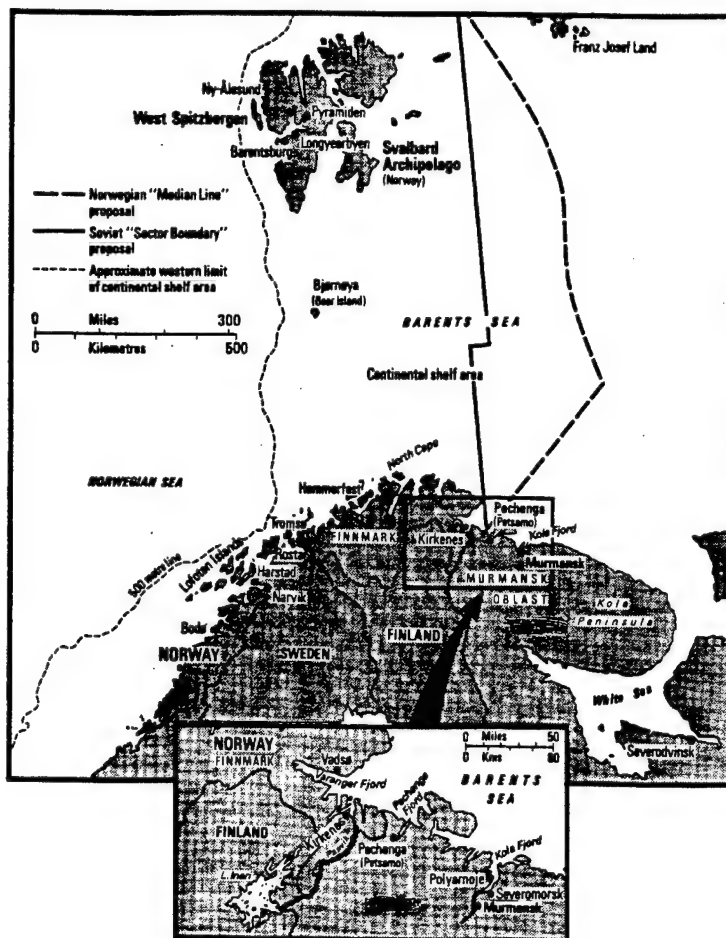 Franz Josef Land
Ny-Ålesund
Pyramiden
West Spitzbergen
Longyearbyen
Barentsburg
Svalbard
Archipelago
(Norway)
Norwegian "Median Line"
proposal
Soviet "Sector Boundary"
proposal
Approximate western limit
of continental shelf area
Bjørnøya
(Bear Island)
0 Miles 300
0 Kilometres 500
BARENTS SEA
Continental shelf area
NORWEGIAN SEA
North Cape
Hammerfest
Pechenga
(Petsamo)
Kola Fjord
Tromsø
FINNMARK
Kirkenes
Murmansk
500 metre line
Lofoten Islands
Harstad
MURMANSK
OBLAST
Narvik
Kola
Peninsula
Bodø
FINLAND
NORWAY
SWEDEN
White Sea
Severodvinsk
NORWAY
FINNMARK
Vadsø
0 Miles 50
0 Kms 80
BARENTS
SEA
Varanger Fjord
Pechenga
Fjord
FINLAND
Kirkenes
Pechenga
(Petsamo)
Kola Fjord
L. Inari
Polyarnoje
Severomorsk
Murmansk